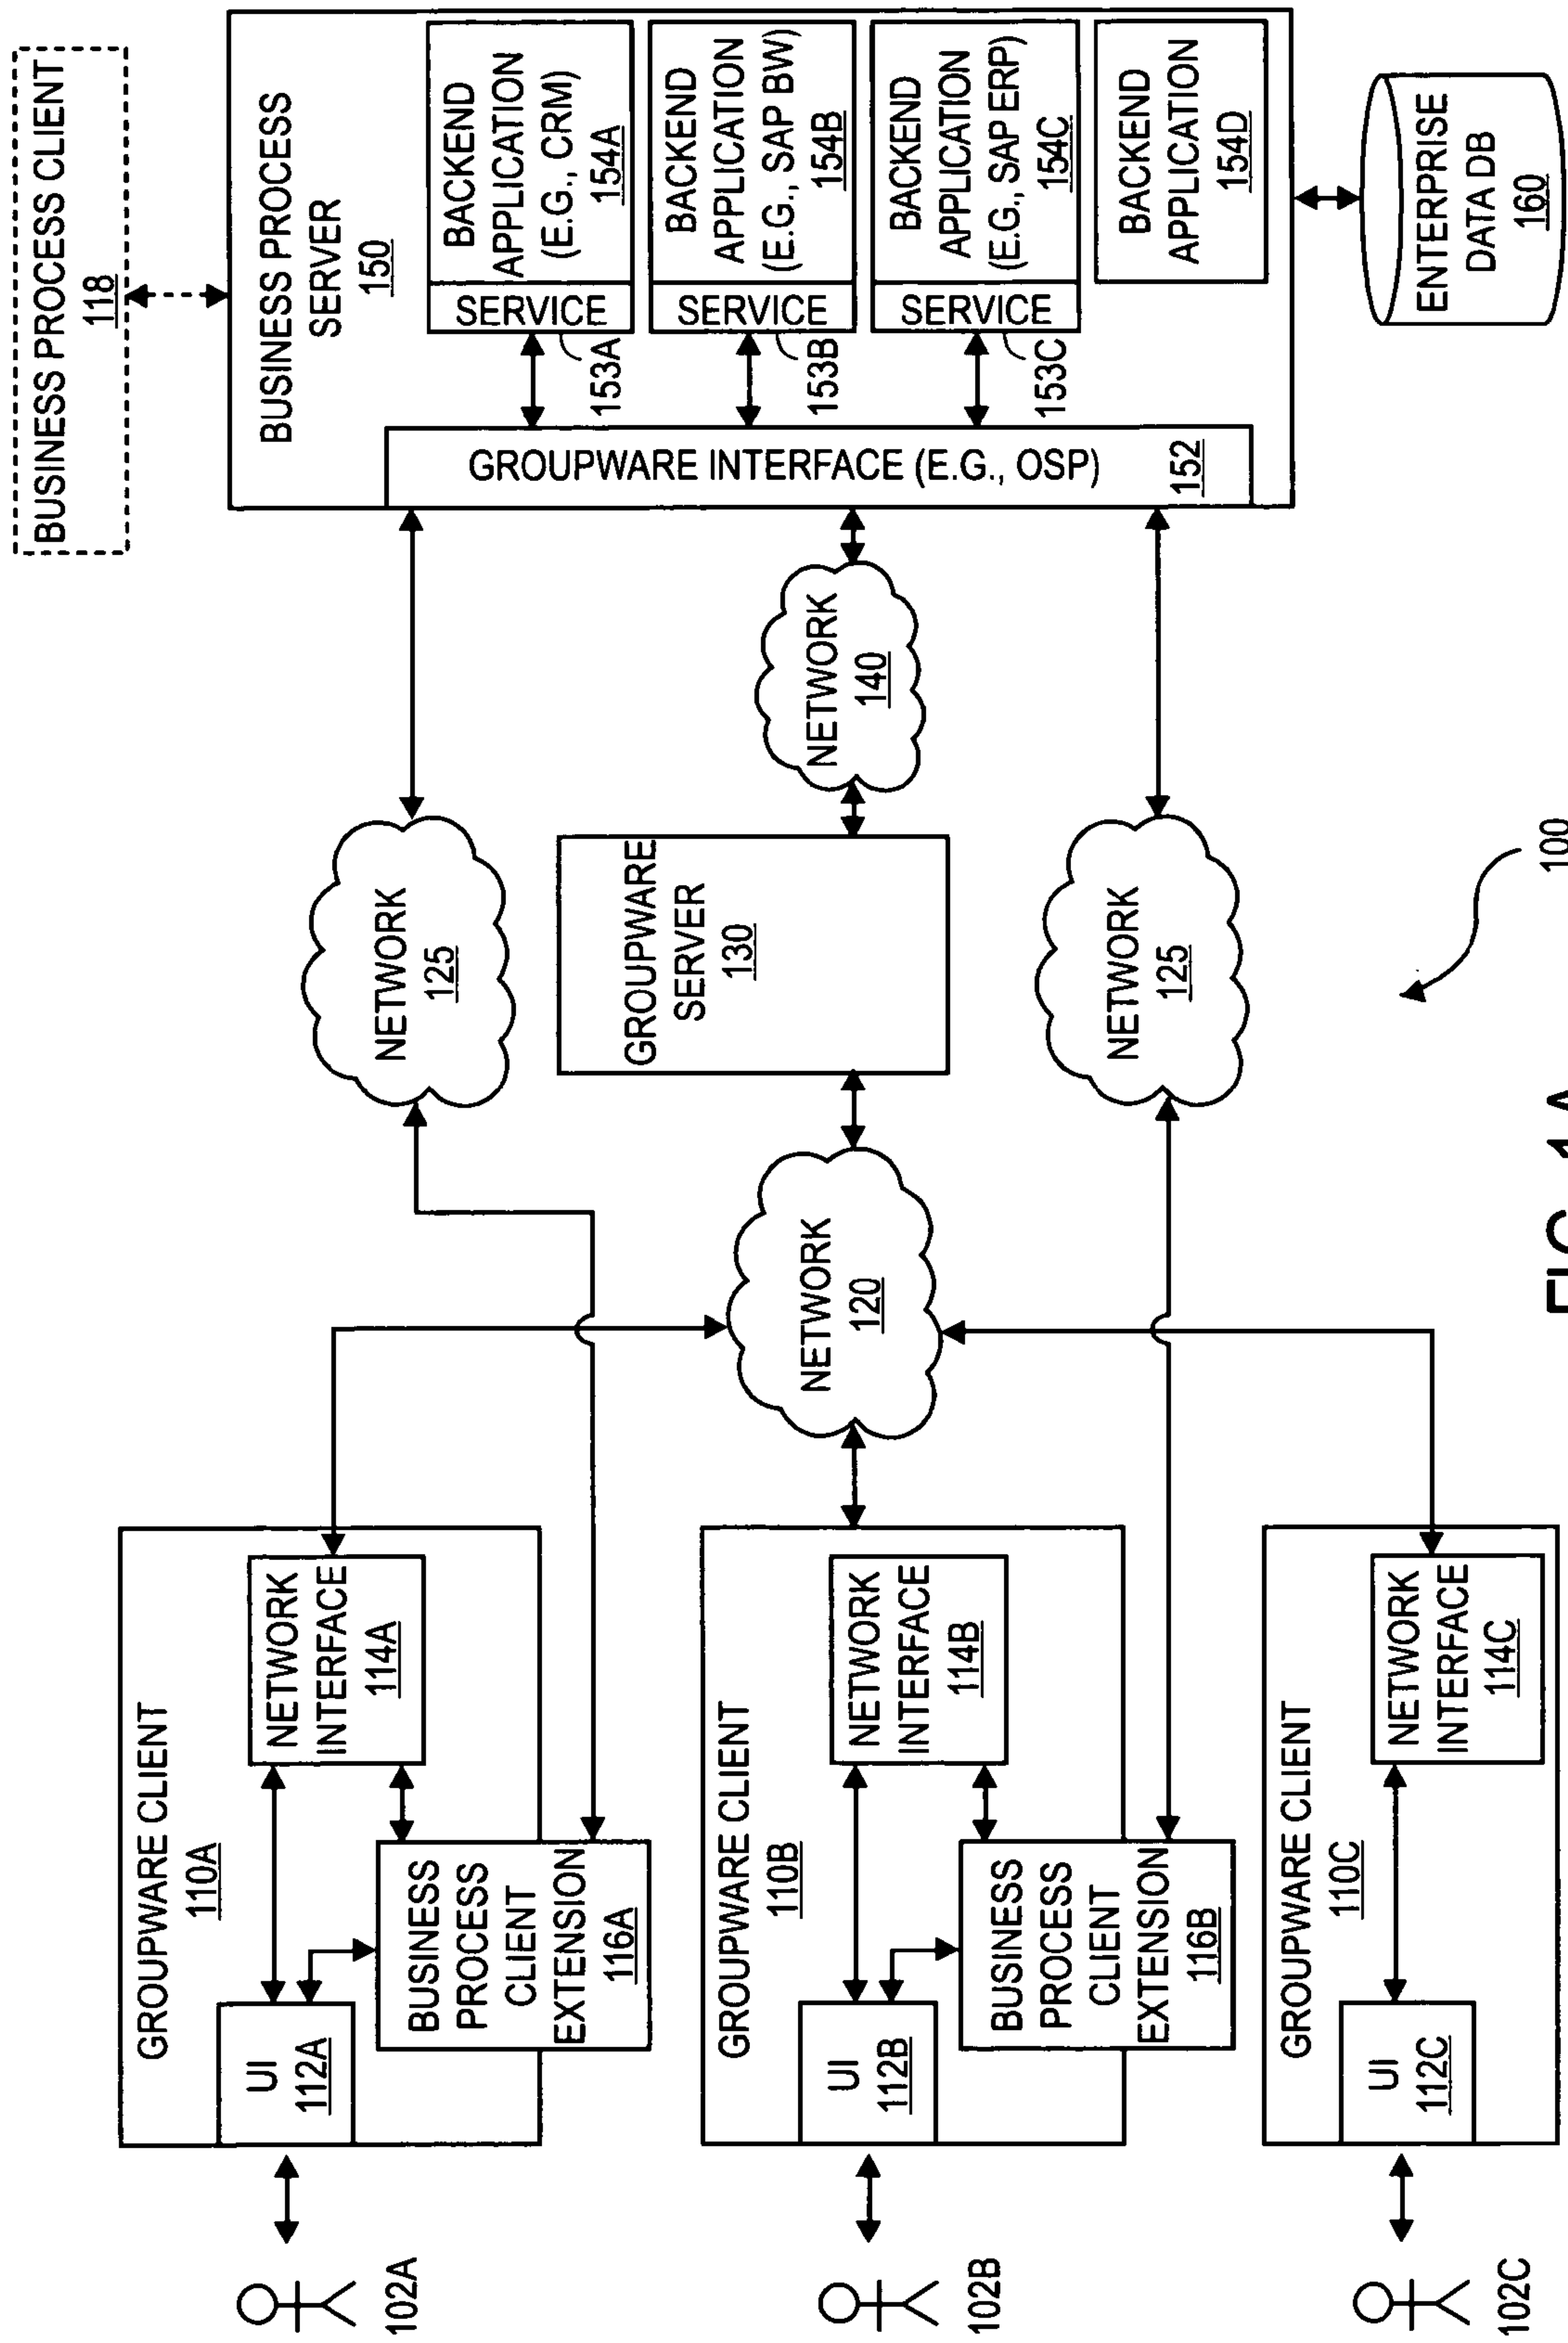 102A
GROUPWARE CLIENT
110A
UI
112A
NETWORK
INTERFACE
114A
BUSINESS
PROCESS
CLIENT
EXTENSION
116A
102B
GROUPWARE CLIENT
110B
UI
112B
NETWORK
INTERFACE
114B
BUSINESS
PROCESS
CLIENT
EXTENSION
116B
102C
GROUPWARE CLIENT
110C
UI
112C
NETWORK
INTERFACE
114C
NETWORK
120
NETWORK
125
GROUPWARE
SERVER
130
NETWORK
125
NETWORK
140
BUSINESS PROCESS CLIENT
118
BUSINESS PROCESS
SERVER
150
GROUPWARE INTERFACE (E.G., OSP)
152
153A
SERVICE
BACKEND
APPLICATION
(E.G., CRM)
154A
153B
SERVICE
BACKEND
APPLICATION
(E.G., SAP BW)
154B
153C
SERVICE
BACKEND
APPLICATION
(E.G., SAP ERP)
154C
BACKEND
APPLICATION
154D
ENTERPRISE
DATA DB
160
100